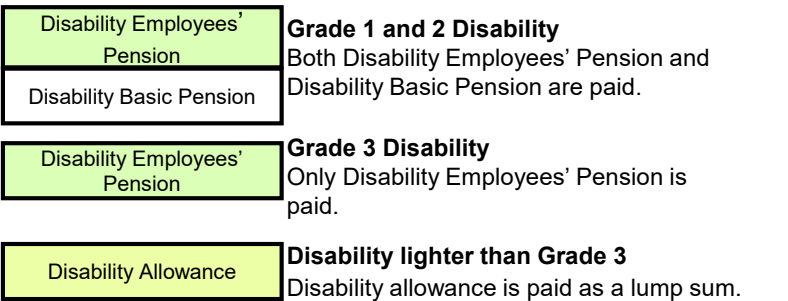 Disability Employees’
Pension
Disability Basic Pension
Grade 1 and 2 Disability
Both Disability Employees’ Pension and
Disability Basic Pension are paid.
Disability Employees’
Pension
Grade 3 Disability
Only Disability Employees’ Pension is
paid.
Disability Allowance
Disability lighter than Grade 3
Disability allowance is paid as a lump sum.